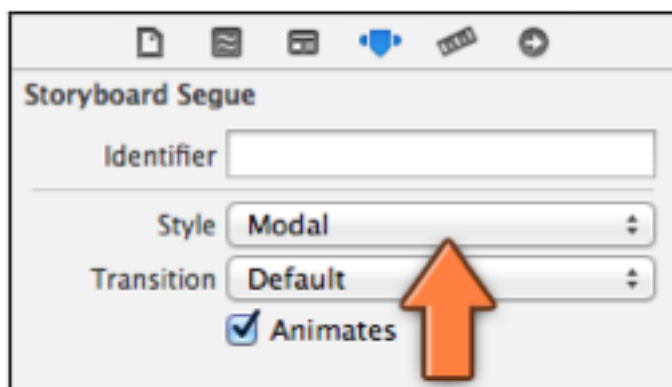 Storyboard Segue
Identifier
Style Modal
Transition Default
Animates